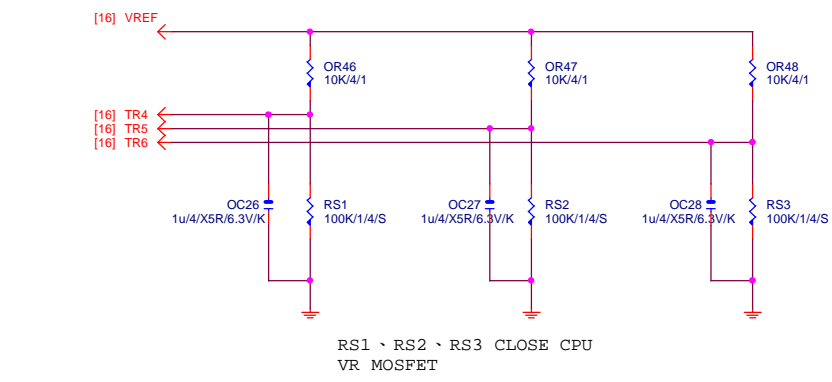 [16] VREF
OR46
10K/4/1
OR47
10K/4/1
OR48
10K/4/1
[16] TR4
[16] TR5
[16] TR6
OC26
1u/4/X5R/6.3V/K
RS1
100K/1/4/S
OC27
1u/4/X5R/6.3V/K
RS2
100K/1/4/S
OC28
1u/4/X5R/6.3V/K
RS3
100K/1/4/S
RS1、RS2、RS3 CLOSE CPU
VR MOSFET